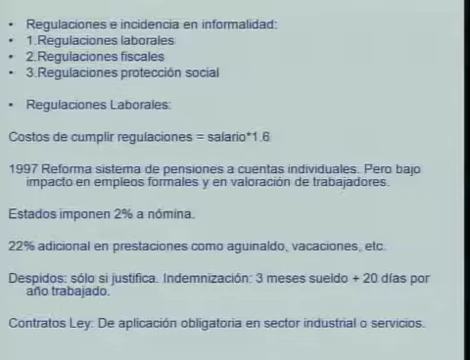 • Regulaciones e incidencia en informalidad:
• 1.Regulaciones laborales
• 2.Regulaciones fiscales
• 3.Regulaciones protección social
• Regulaciones Laborales:
Costos de cumplir regulaciones = salario*1.6
1997 Reforma sistema de pensiones a cuentas individuales. Pero bajo
impacto en empleos formales y en valoración de trabajadores.
Estados imponen 2% a nómina.
22% adicional en prestaciones como aguinaldo, vacaciones, etc.
Despidos: sólo si justifica. Indemnización: 3 meses sueldo + 20 días por
año trabajado.
Contratos Ley: De aplicación obligatoria en sector industrial o servicios.